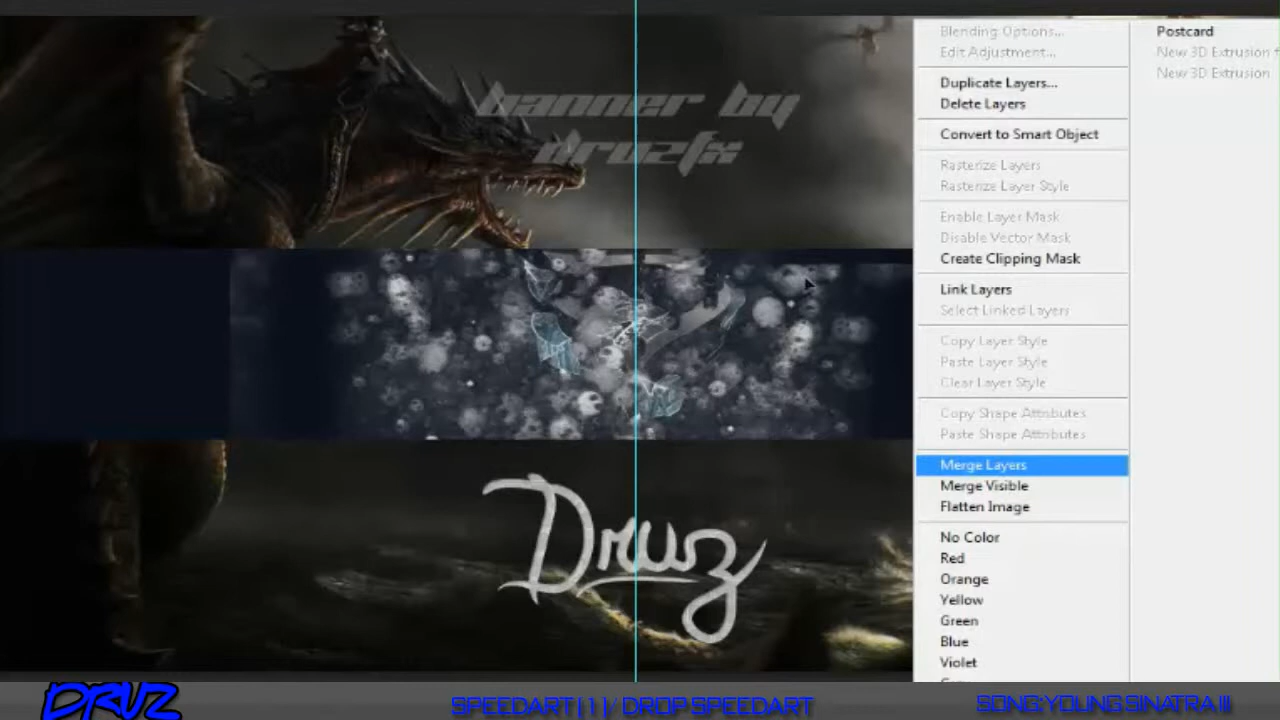 banner by
druzfx
Druz
Blending Options...
Edit Adjustment...
Duplicate Layers...
Delete Layers
Convert to Smart Object
Rasterize Layers
Rasterize Layer Style
Enable Layer Mask
Disable Vector Mask
Create Clipping Mask
Link Layers
Select Linked Layers
Copy Layer Style
Paste Layer Style
Clear Layer Style
Copy Shape Attributes
Paste Shape Attributes
Merge Layers
Merge Visible
Flatten Image
No Color
Red
Orange
Yellow
Green
Blue
Violet
Postcard
New 3D Extrusion f
New 3D Extrusion
DRUZ
SPEEDART [ 1 ] / DROP SPEEDART
SONG: YOUNG SINATRA III